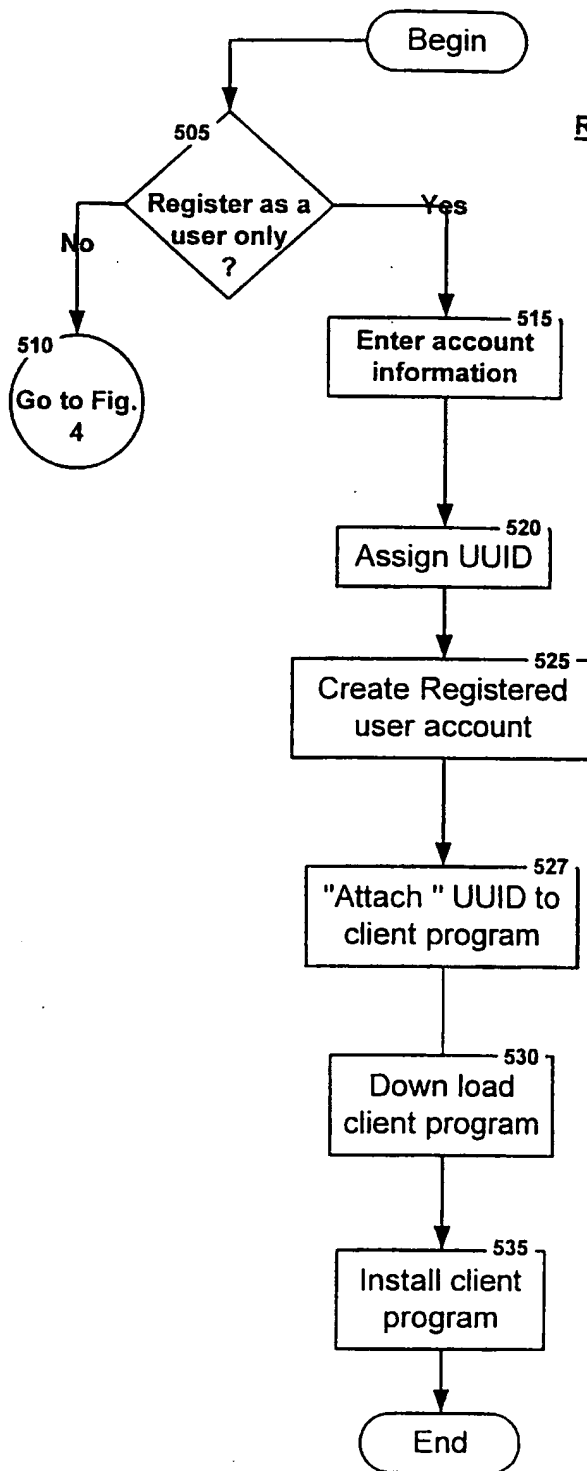 Begin
R
505
Register as a
user only
?
Yes
No
510
Go to Fig.
4
515
Enter account
information
520
Assign UUID
525
Create Registered
user account
527
"Attach " UUID to
client program
530
Down load
client program
535
Install client
program
End